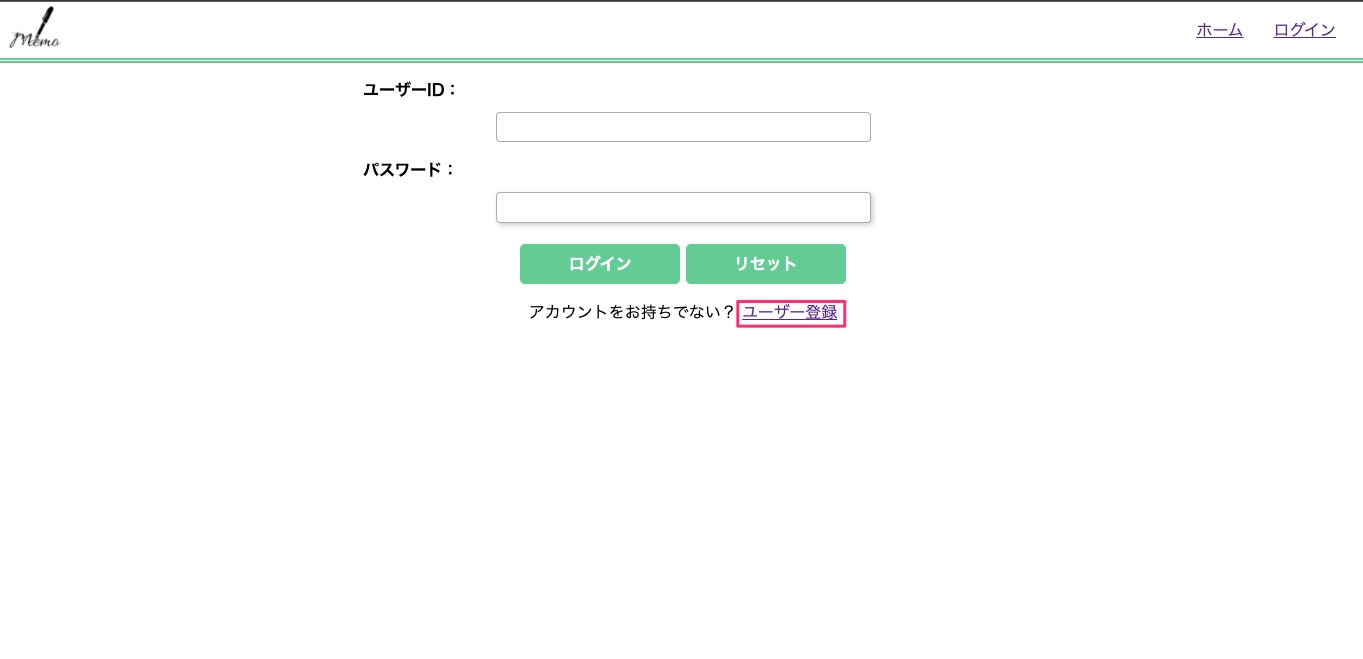 Memo
ホーム ログイン
ユーザーID：
パスワード：
ログイン リセット
アカウントをお持ちでない？ユーザー登録